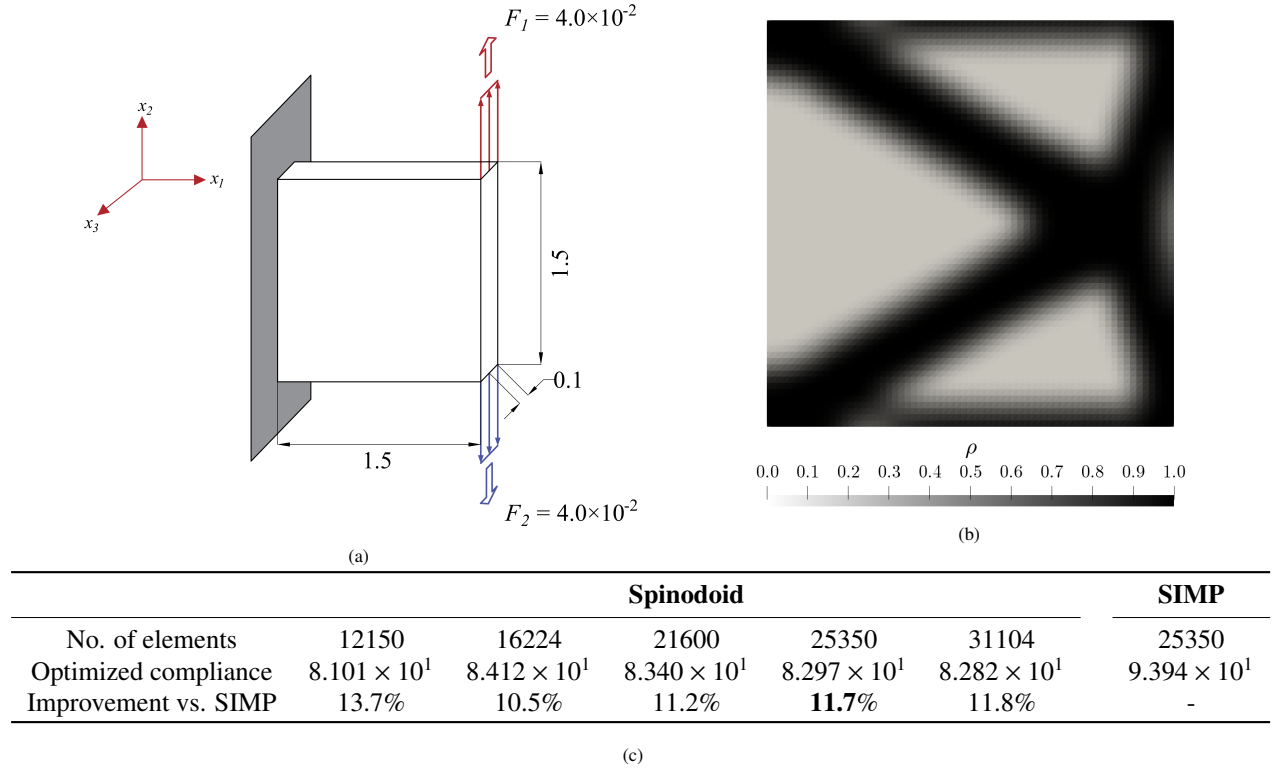 F₁ = 4.0×10⁻²
x₂
x₁
x₃
1.5
0.1
1.5
F₂ = 4.0×10⁻²
(a)
ρ
0.0 0.1 0.2 0.3 0.4 0.5 0.6 0.7 0.8 0.9 1.0
(b)
Spinodoid SIMP
No. of elements 12150 16224 21600 25350 31104 25350
Optimized compliance 8.101 × 10¹ 8.412 × 10¹ 8.340 × 10¹ 8.297 × 10¹ 8.282 × 10¹ 9.394 × 10¹
Improvement vs. SIMP 13.7% 10.5% 11.2% 11.7% 11.8% -
(c)